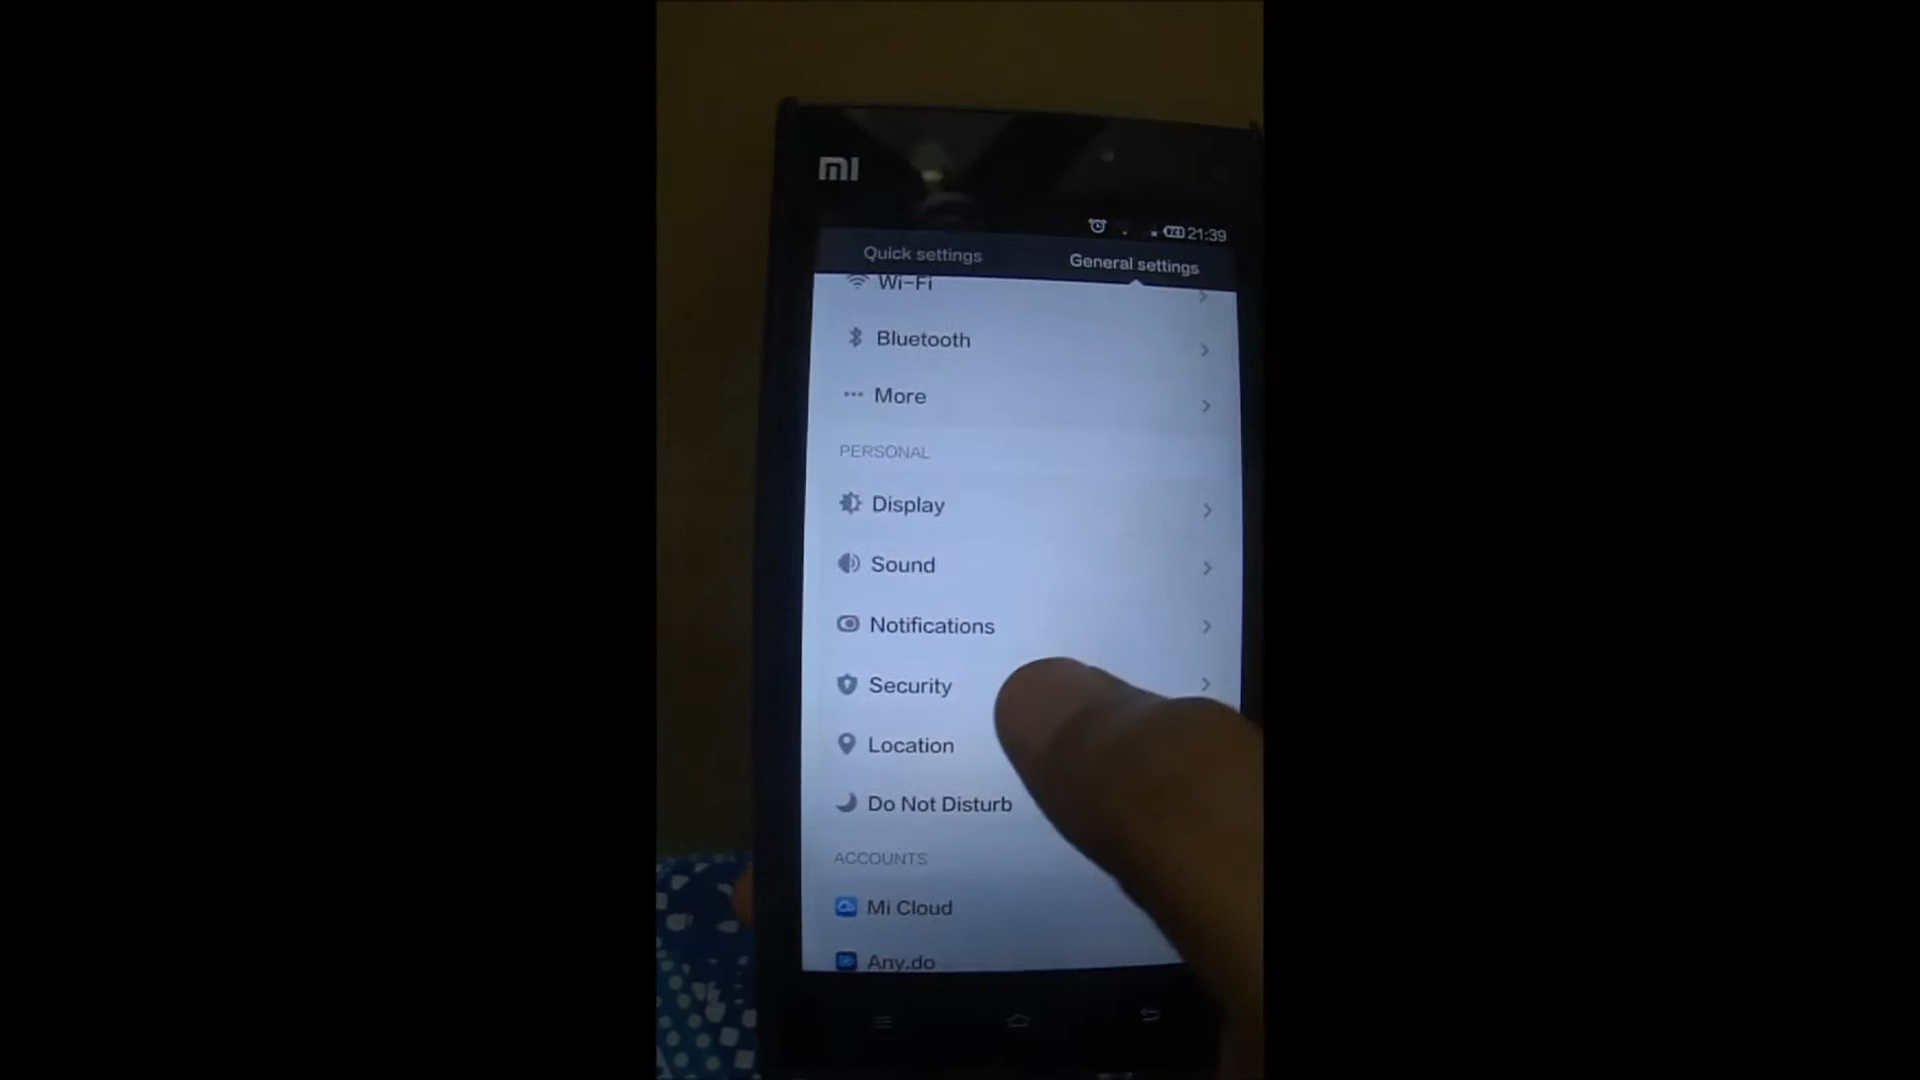 MI
21:39
Quick settings
General settings
Wi-Fi
Bluetooth
More
PERSONAL
Display
Sound
Notifications
Security
Location
Do Not Disturb
ACCOUNTS
Mi Cloud
Any.do